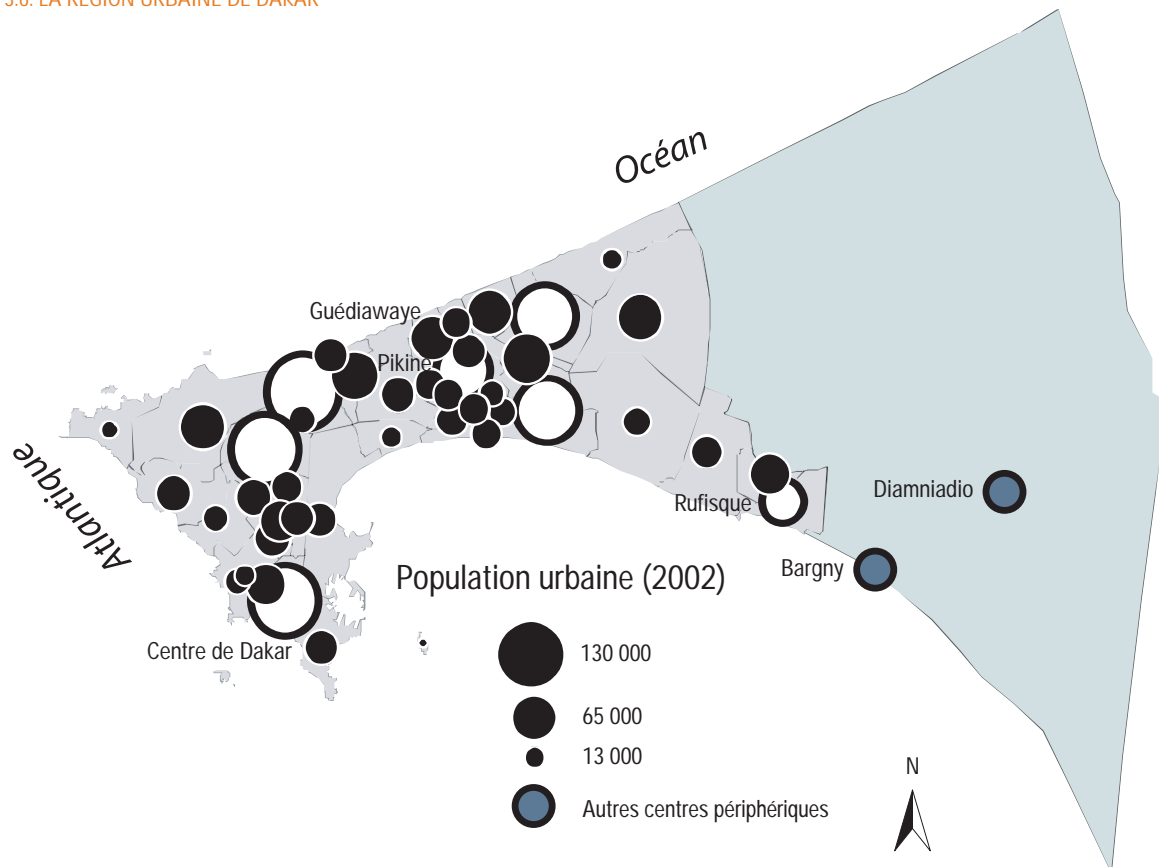 3.6. LA RÉGION URBAINE DE DAKAR
Océan
Guédiawaye
Pikine
Atlantique
Rufisque
Diamniadio
Bargny
Centre de Dakar
Population urbaine (2002)
130 000
65 000
13 000
Autres centres périphériques
N